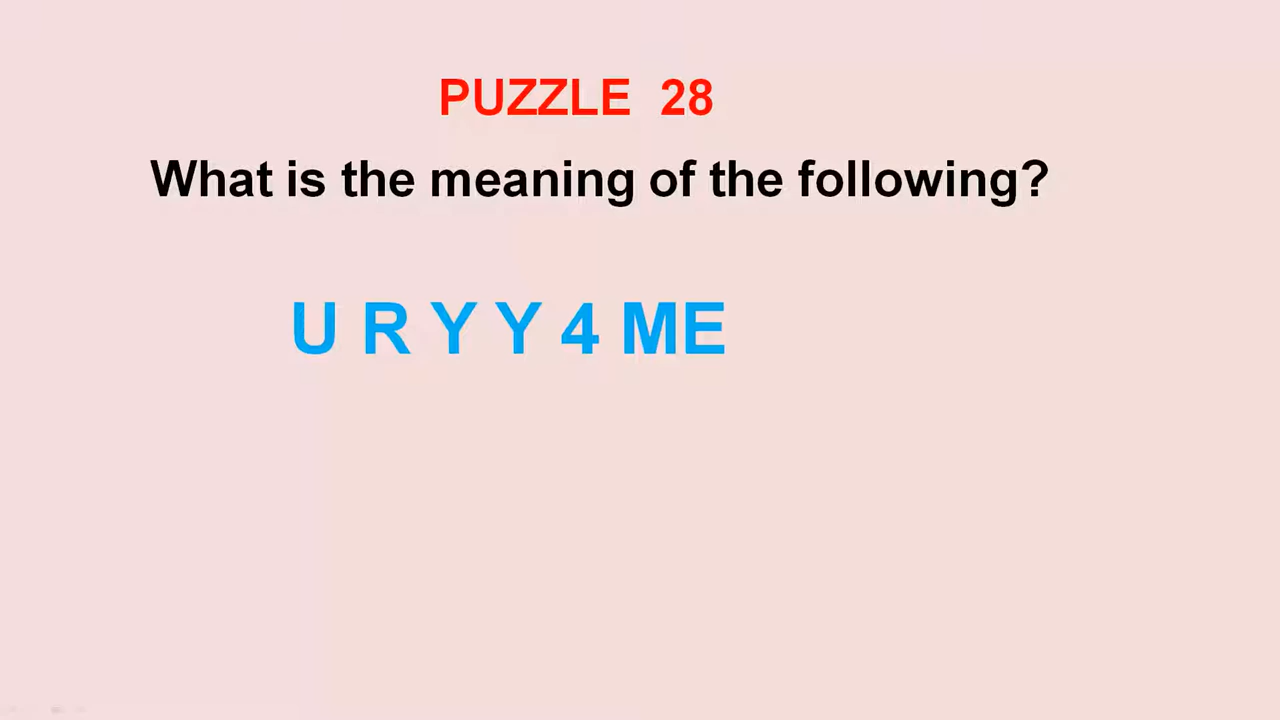 PUZZLE 28
What is the meaning of the following?
U R Y Y 4 ME